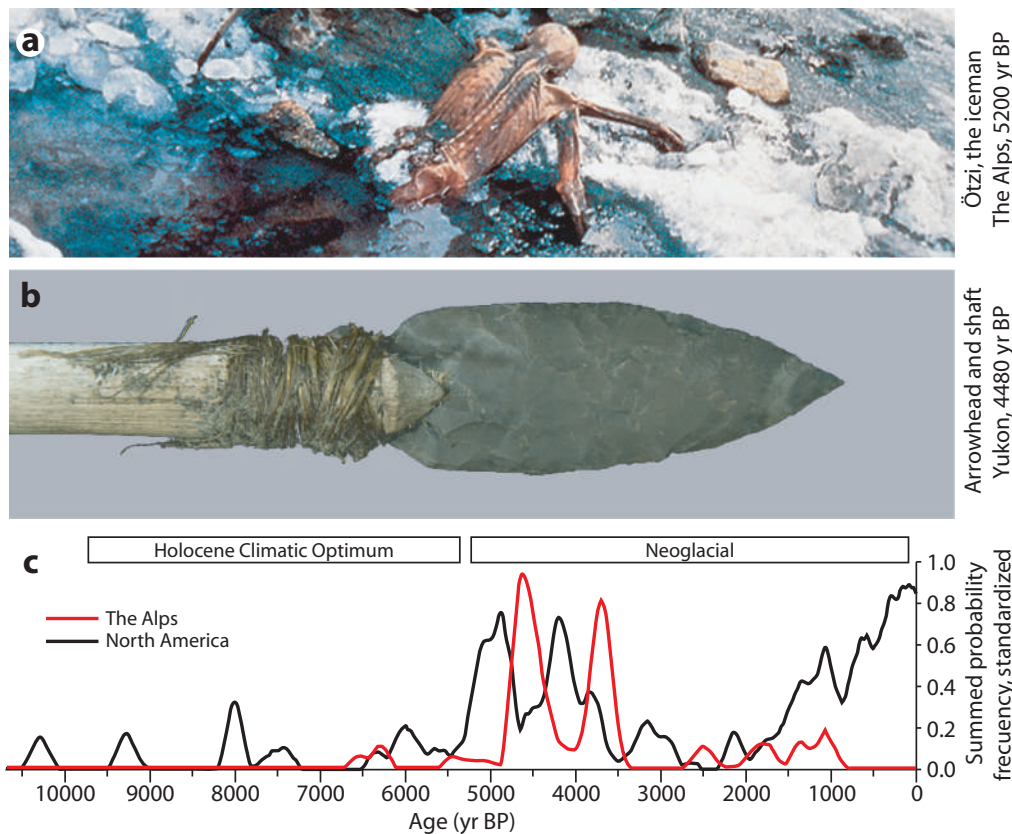 a
Ötzi, the iceman
The Alps, 5200 yr BP
b
Arrowhead and shaft
Yukon, 4480 yr BP
c
Holocene Climatic Optimum
Neoglacial
The Alps
North America
1.0
0.8
0.6
0.4
0.2
0.0
Summed probability
frecuency, standardized
10000 9000 8000 7000 6000 5000 4000 3000 2000 1000 0
Age (yr BP)